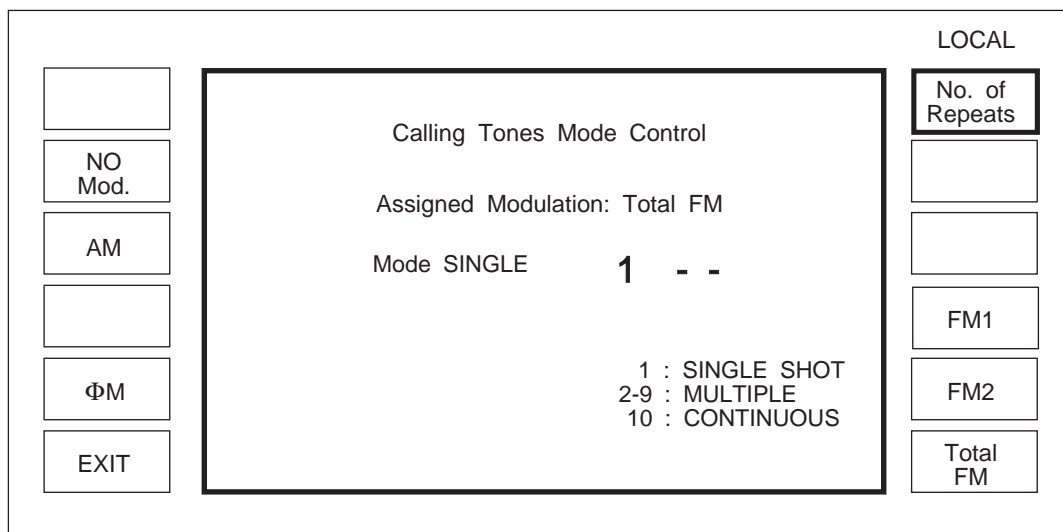 LOCAL
NO
Mod.
AM
ΦM
EXIT
Calling Tones Mode Control
Assigned Modulation: Total FM
Mode SINGLE 1 - -
1 : SINGLE SHOT
2-9 : MULTIPLE
10 : CONTINUOUS
No. of
Repeats
FM1
FM2
Total
FM